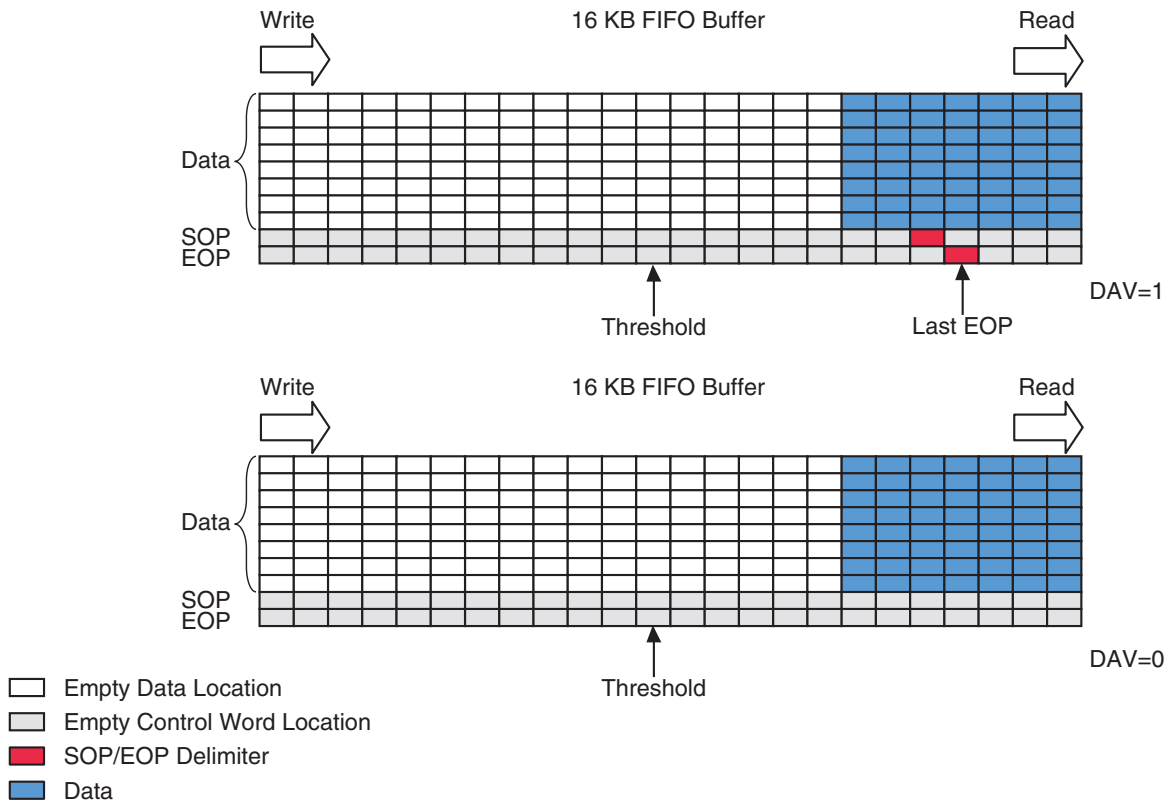 Write 16 KB FIFO Buffer Read
Data
SOP
EOP
DAV=1
Threshold Last EOP
Write 16 KB FIFO Buffer Read
Data
SOP
EOP
DAV=0
Threshold
Empty Data Location
Empty Control Word Location
SOP/EOP Delimiter
Data